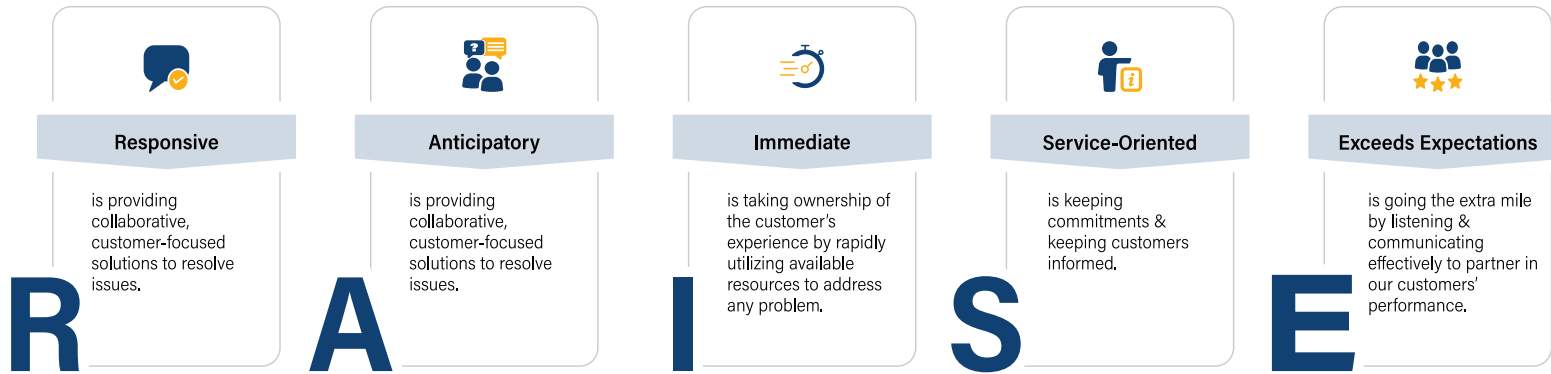 Responsive
is providing
collaborative,
customer-focused
solutions to resolve
issues.
R
?
Anticipatory
is providing
collaborative,
customer-focused
solutions to resolve
issues.
A
Immediate
is taking ownership of
the customer's
experience by rapidly
utilizing available
resources to address
any problem.
I
i
Service-Oriented
is keeping
commitments &
keeping customers
informed.
S
Exceeds Expectations
is going the extra mile
by listening &
communicating
effectively to partner in
our customers'
performance.
E